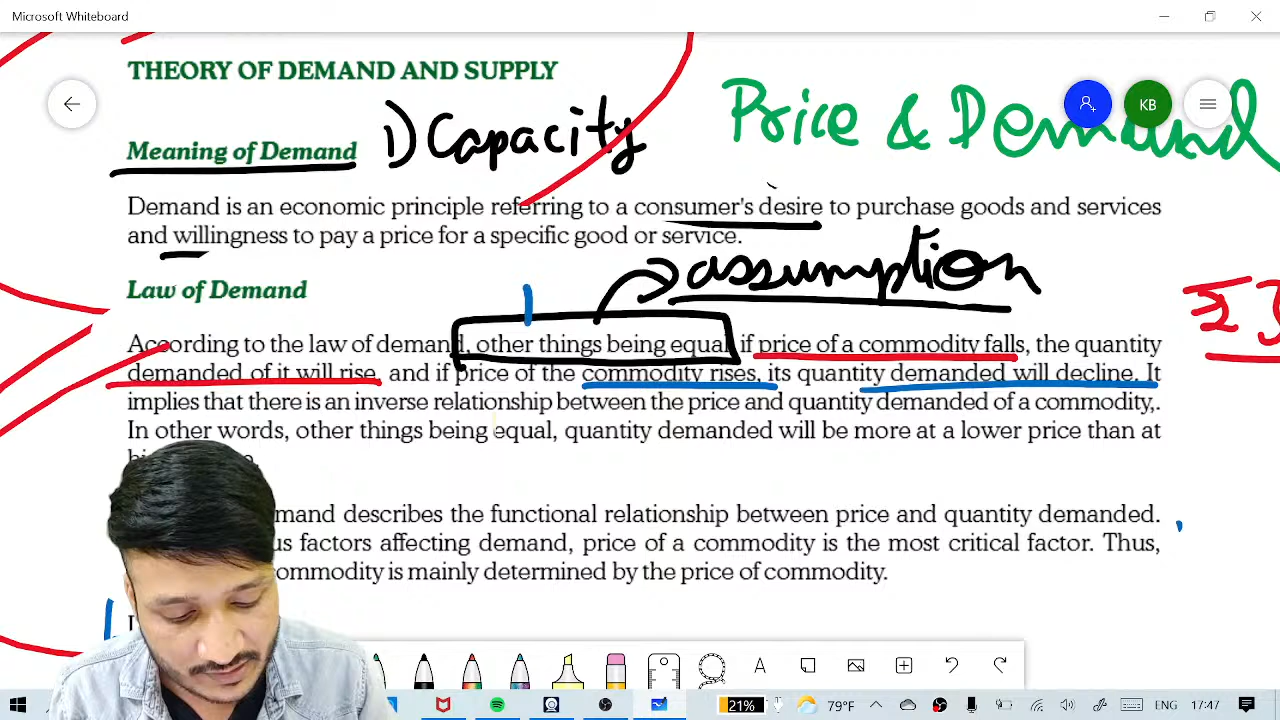 Microsoft Whiteboard
THEORY OF DEMAND AND SUPPLY
1) Capacity
Price & Demand
KB
Meaning of Demand
Demand is an economic principle referring to a consumer's desire to purchase goods and services
and willingness to pay a price for a specific good or service.
assumption
Law of Demand
According to the law of demand, other things being equal, if price of a commodity falls, the quantity
demanded of it will rise, and if price of the commodity rises, its quantity demanded will decline. It
implies that there is an inverse relationship between the price and quantity demanded of a commodity,.
In other words, other things being equal, quantity demanded will be more at a lower price than at
mand describes the functional relationship between price and quantity demanded.
us factors affecting demand, price of a commodity is the most critical factor. Thus,
commodity is mainly determined by the price of commodity.
A
21%
79°F
ENG
17:47